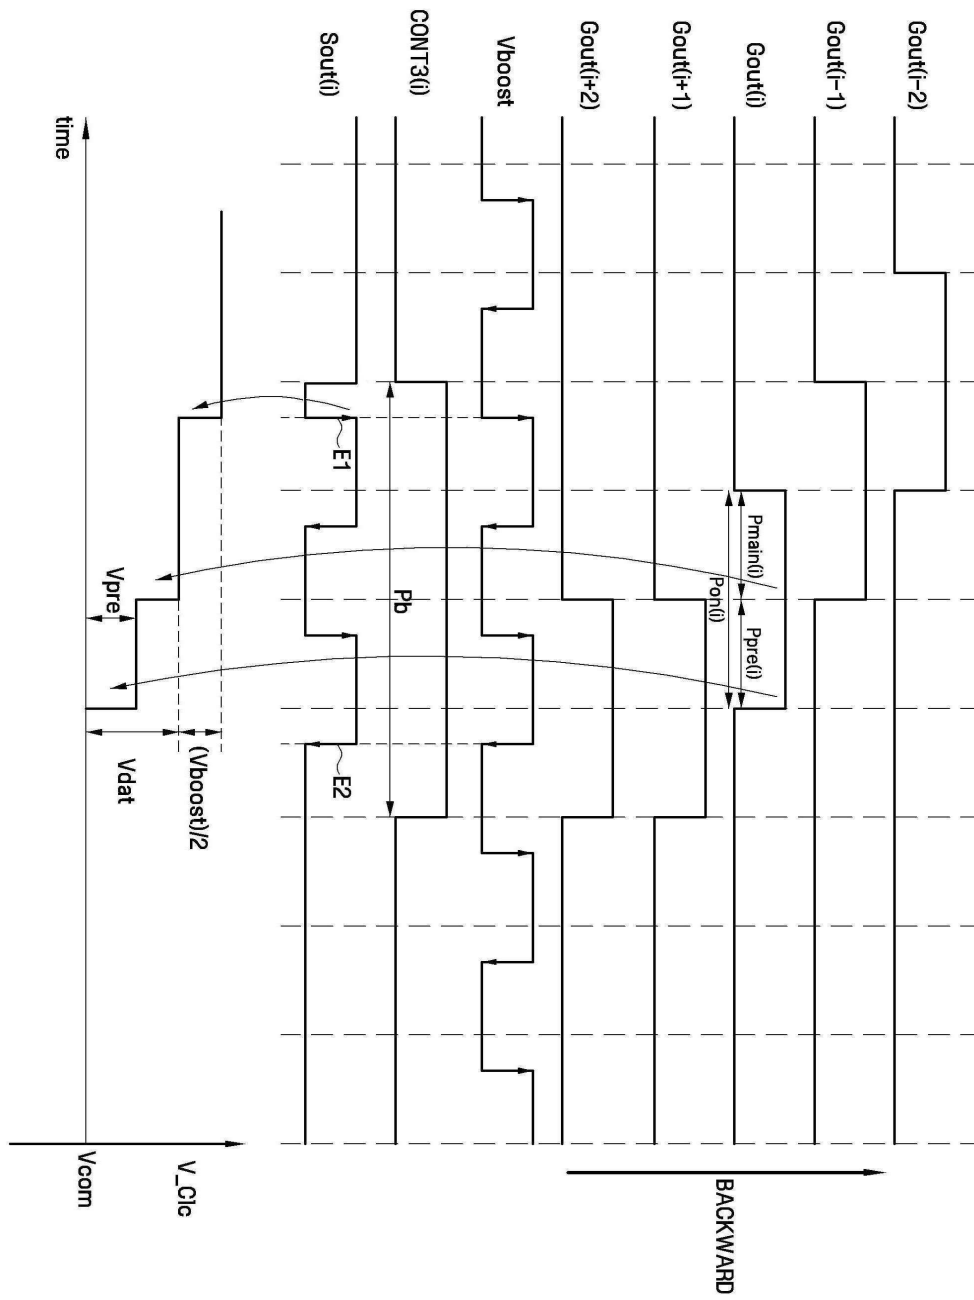 Gout(i-2)
Gout(i-1)
Gout(i)
Gout(i+1)
Gout(i+2)
Vboost
CONT3(i)
Sout(i)
BACKWARD
Pmain(i)
Ppre(i)
Pon(i)
Pb
E1
E2
Vpre
Vdat
(Vboost)/2
V_Clc
Vcom
time